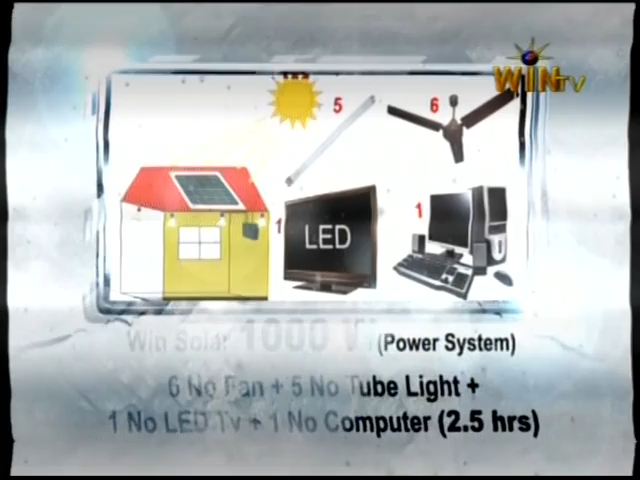 WIN TV
5
6
1
LED
1
Win Solar 1000 (Power System)
6 No Fan + 5 No Tube Light +
1 No LED Tv + 1 No Computer (2.5 hrs)